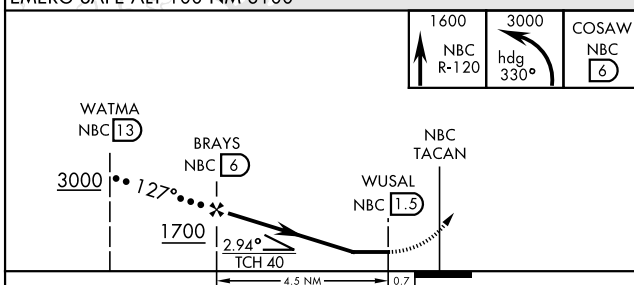 EMERG SAFE ALT 100 NM 3100
1600
NBC
R-120
3000
hdg
330°
COSAW
NBC
6
WATMA
NBC 13
BRAYS
NBC 6
NBC
TACAN
WUSAL
NBC 1.5
3000
127°
1700
2.94°
TCH 40
4.5 NM
0.7